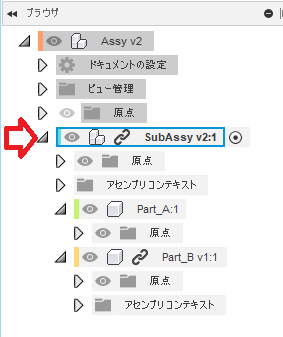 ブラウザ
Assy v2
ドキュメントの設定
ビュー管理
原点
SubAssy v2:1
原点
アセンブリコンテキスト
Part_A:1
原点
Part_B v1:1
原点
アセンブリコンテキスト